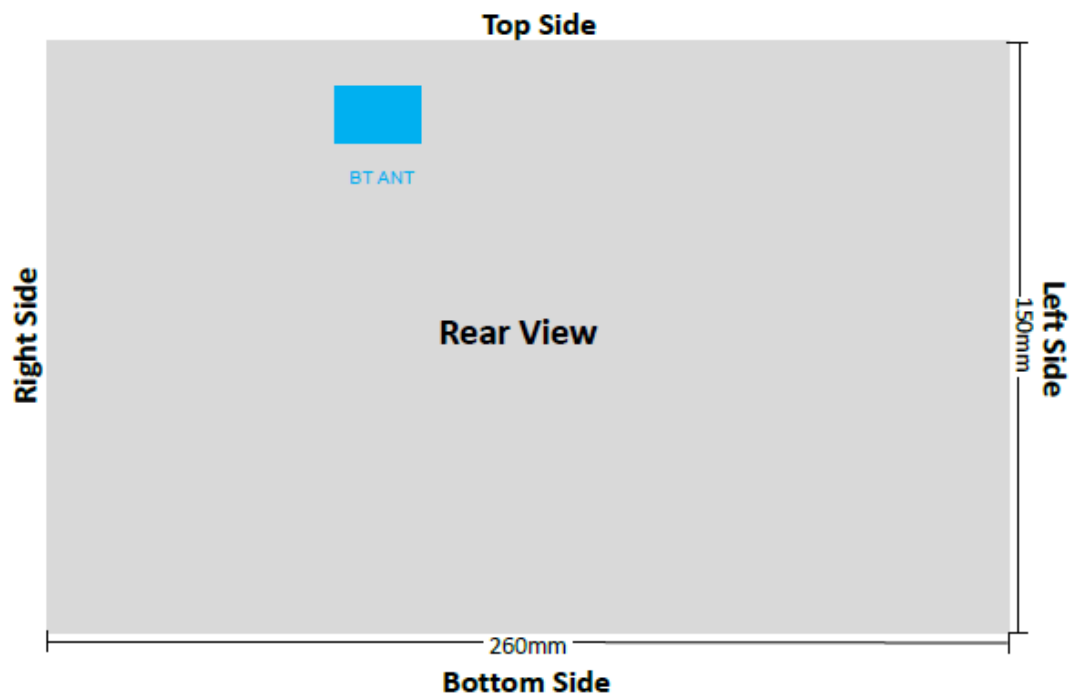 Top Side
BT ANT
Right Side
Rear View
150mm
Left Side
260mm
Bottom Side